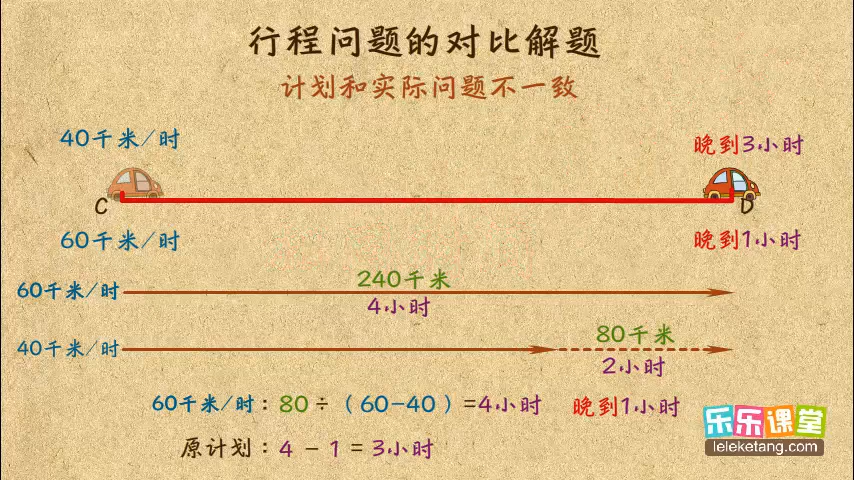 行程问题的对比解题
计划和实际问题不一致
40千米/时 晚到3小时
C D
60千米/时 晚到1小时
60千米/时 240千米
4小时
40千米/时 80千米
2小时
60千米/时：80÷（60-40）=4小时 晚到1小时
原计划：4-1=3小时
乐乐课堂
leleketang.com